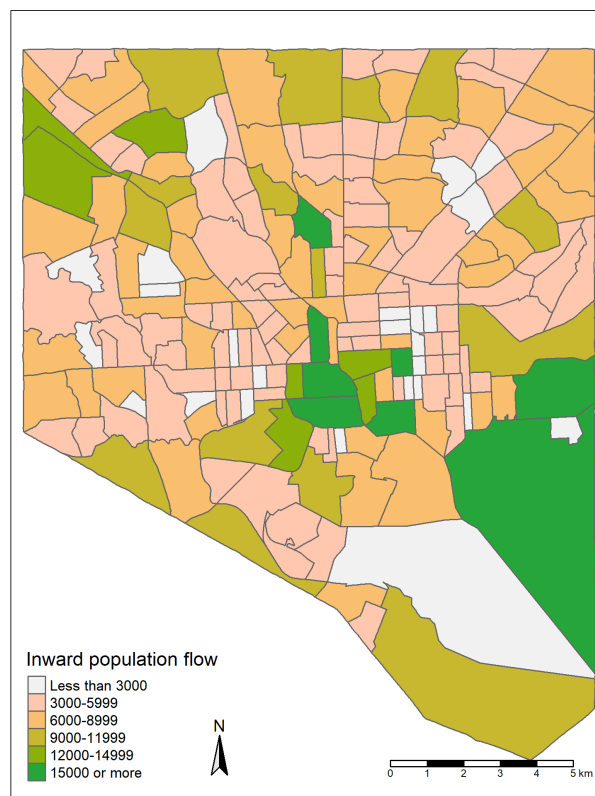 Inward population flow
Less than 3000
3000-5999
6000-8999
9000-11999
12000-14999
15000 or more
N
0 1 2 3 4 5 km